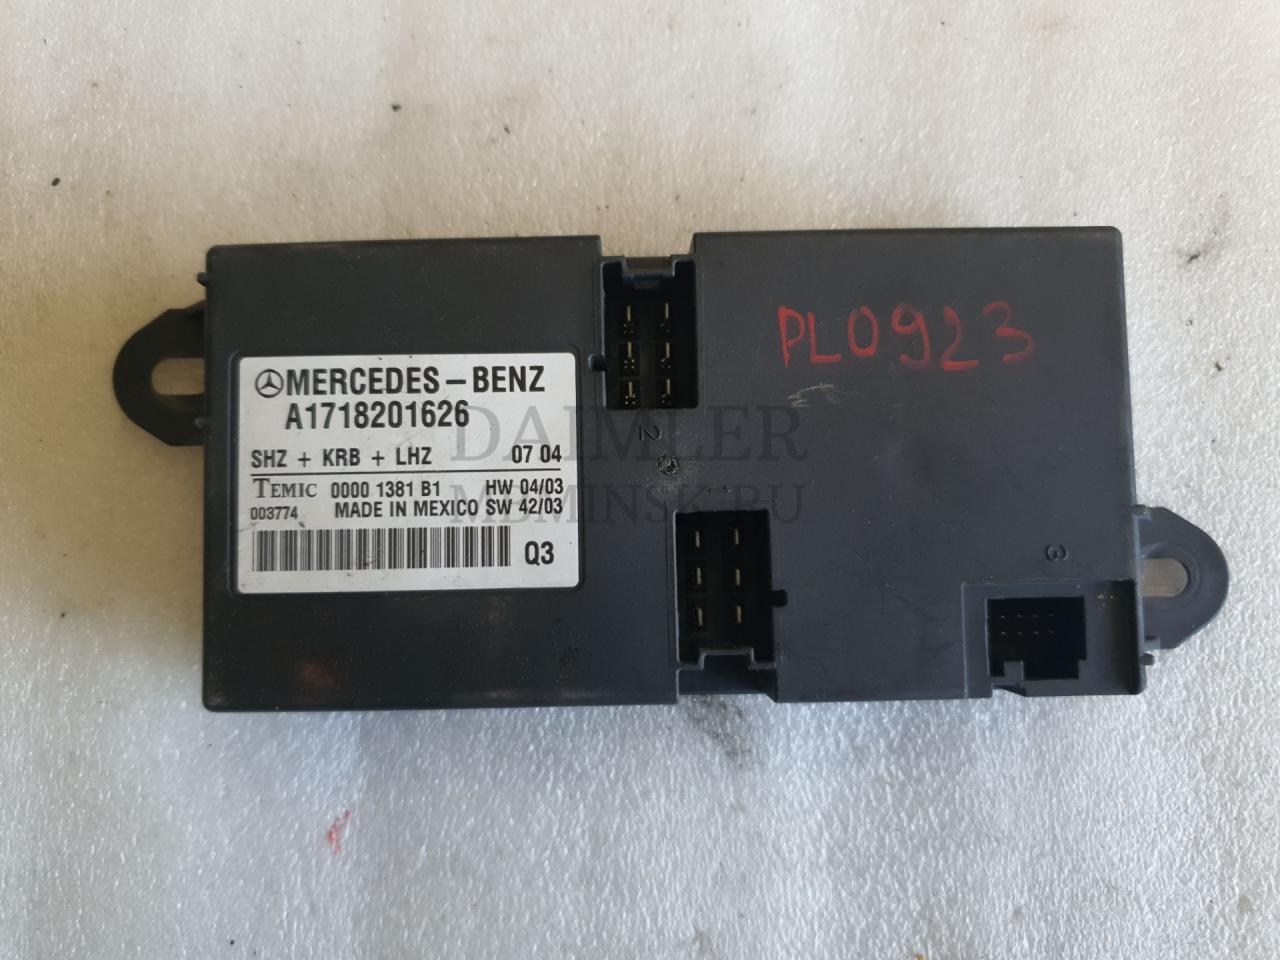 MERCEDES-BENZ
A1718201626
SHZ + KRB + LHZ 07 04
TEMIC 0000 1381 B1 HW 04/03
003774 MADE IN MEXICO SW 42/03
Q3
PL0923
2
1
3
DAIMLER
MBMINSK.RU